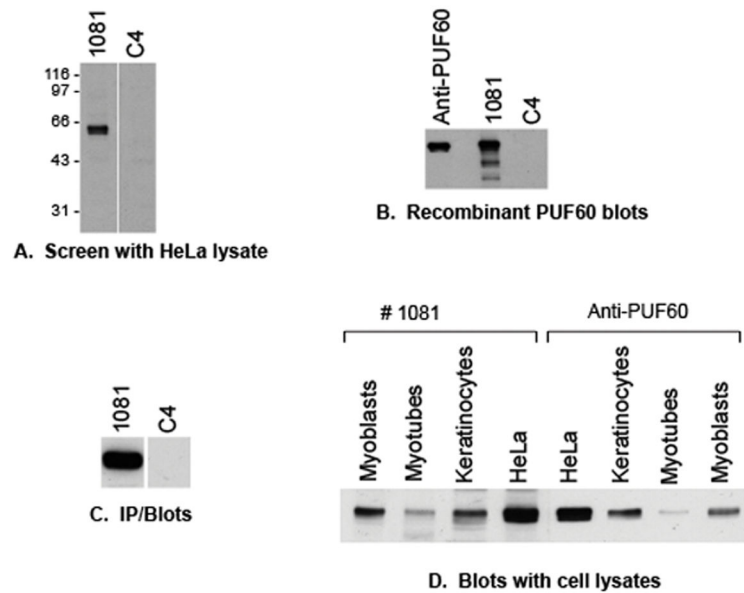 1081
C4
116 -
97 -
66 -
43 -
31 -
A. Screen with HeLa lysate
Anti-PUF60
1081
C4
B. Recombinant PUF60 blots
1081
C4
C. IP/Blots
# 1081
Anti-PUF60
Myoblasts
Myotubes
Keratinocytes
HeLa
HeLa
Keratinocytes
Myotubes
Myoblasts
D. Blots with cell lysates